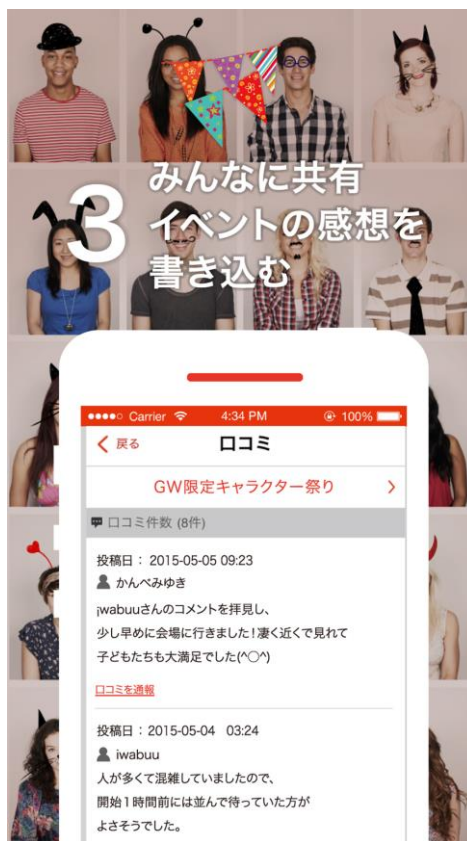 3
みんなに共有
イベントの感想を
書き込む
Carrier 4:34 PM 100%
戻る 口コミ
GW限定キャラクター祭り
口コミ件数 (8件)
投稿日： 2015-05-05 09:23
かんべみゆき
iwabuuさんのコメントを拝見し、
少し早めに会場に行きました！凄く近くで見れて
子どもたちも大満足でした(^○^)
口コミを通報
投稿日：2015-05-04 03:24
iwabuu
人が多くて混雑していましたので、
開始１時間前には並んで待っていた方が
よさそうでした。